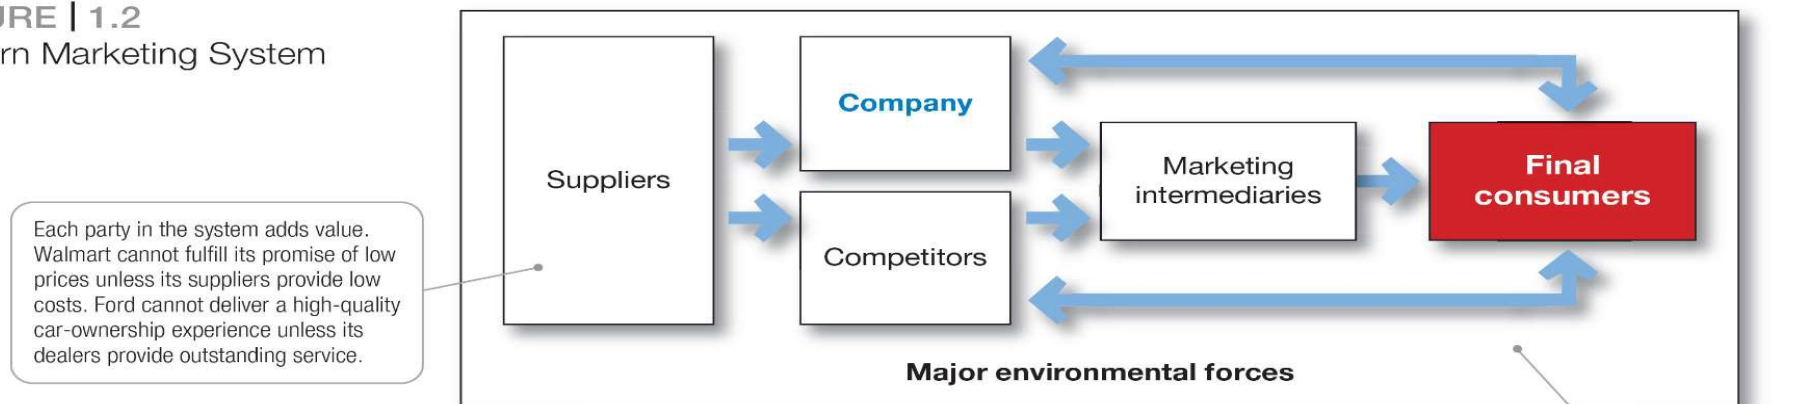 URE | 1.2
rn Marketing System
Each party in the system adds value.
Walmart cannot fulfill its promise of low
prices unless its suppliers provide low
costs. Ford cannot deliver a high-quality
car-ownership experience unless its
dealers provide outstanding service.
Suppliers
Company
Competitors
Marketing
intermediaries
Final
consumers
Major environmental forces